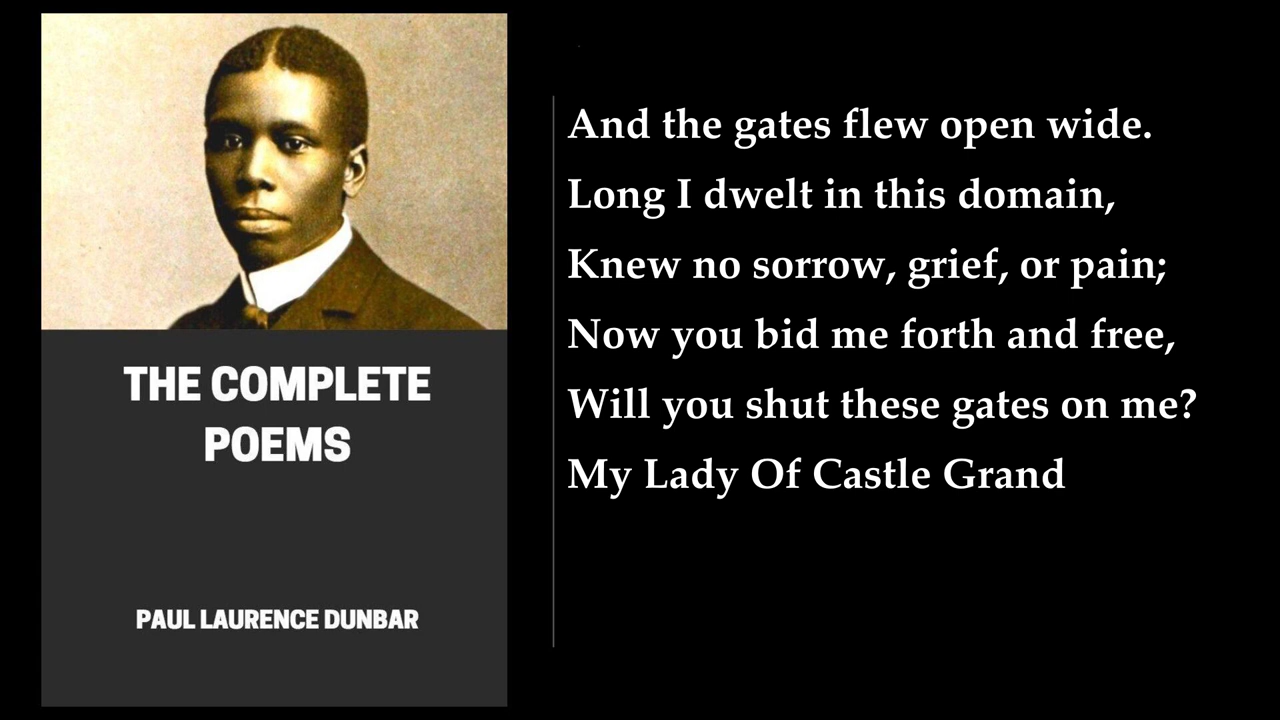 THE COMPLETE
POEMS
PAUL LAURENCE DUNBAR
And the gates flew open wide.
Long I dwelt in this domain,
Knew no sorrow, grief, or pain;
Now you bid me forth and free,
Will you shut these gates on me?
My Lady Of Castle Grand